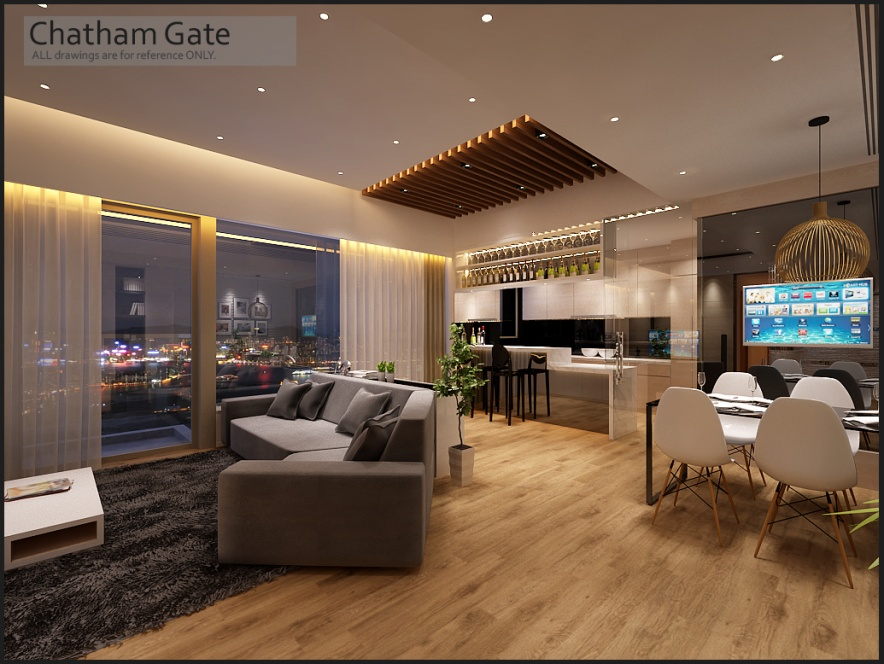 Chatham Gate
ALL drawings are for reference ONLY.